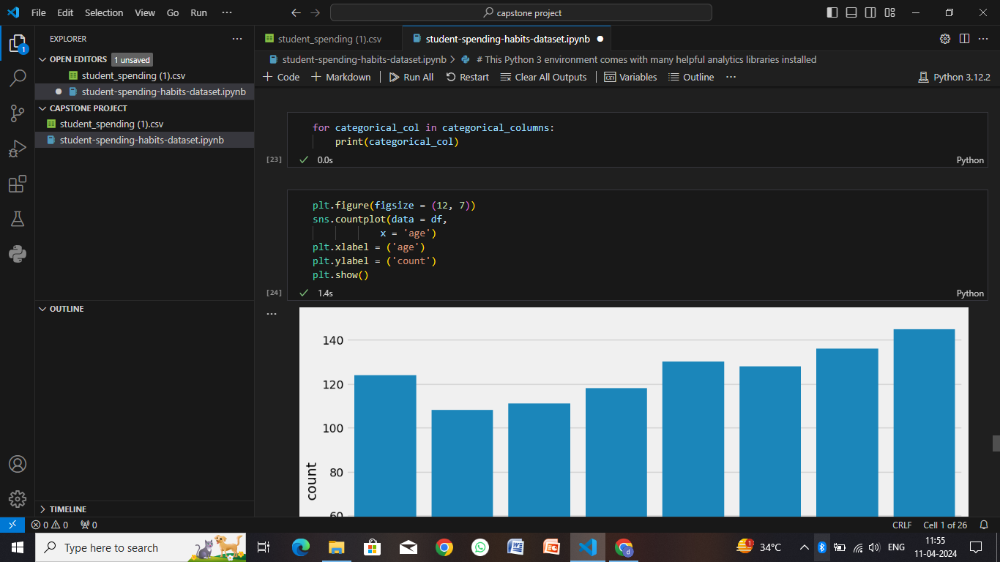 File Edit Selection View Go Run ···
capstone project
EXPLORER
OPEN EDITORS 1 unsaved
student_spending (1).csv
student-spending-habits-dataset.ipynb
CAPSTONE PROJECT
student_spending (1).csv
student-spending-habits-dataset.ipynb
OUTLINE
TIMELINE
1
student_spending (1).csv
student-spending-habits-dataset.ipynb
student-spending-habits-dataset.ipynb > # This Python 3 environment comes with many helpful analytics libraries installed
+ Code + Markdown Run All Restart Clear All Outputs Variables Outline ··· Python 3.12.2
for categorical_col in categorical_columns:
print(categorical_col)
[23] ✓ 0.0s Python
plt.figure(figsize = (12, 7))
sns.countplot(data = df,
x = 'age')
plt.xlabel = ('age')
plt.ylabel = ('count')
plt.show()
[24] ✓ 1.4s Python
140
120
100
80
60
count
0 0 0 CRLF Cell 1 of 26
Type here to search
1 34°C ENG 11:55
11-04-2024